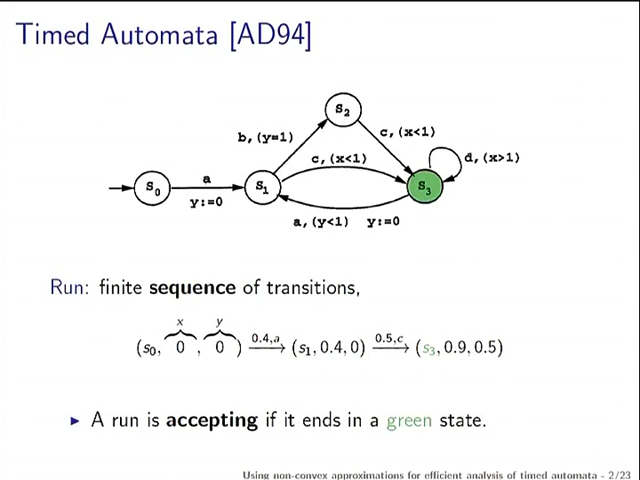 Timed Automata [AD94]
S2
b,(y=1)
c,(x<1)
c,(x<1)
d,(x>1)
S0
a
y:=0
S1
S3
a,(y<1) y:=0
Run: finite sequence of transitions,
x y
(s0, 0 , 0 ) 0.4,a⟶ (s1, 0.4, 0) 0.5,c⟶ (s3, 0.9, 0.5)
▶ A run is accepting if it ends in a green state.
Using non-convex approximations for efficient analysis of timed automata - 2/23